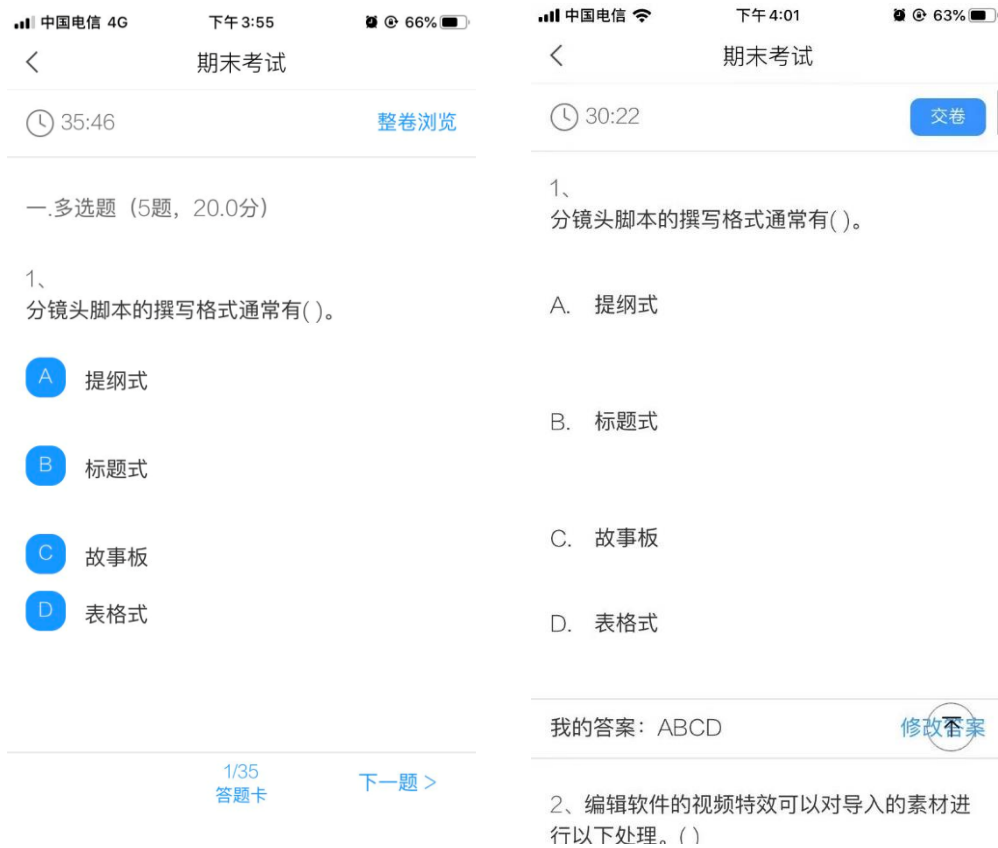 中国电信 4G 下午3:55 66%
期末考试
35:46 整卷浏览
一.多选题（5题，20.0分）
1、
分镜头脚本的撰写格式通常有( )。
A 提纲式
B 标题式
C 故事板
D 表格式
1/35
答题卡
下一题 >
中国电信 下午4:01 63%
期末考试
30:22 交卷
1、
分镜头脚本的撰写格式通常有( )。
A. 提纲式
B. 标题式
C. 故事板
D. 表格式
我的答案：ABCD 修改答案
2、编辑软件的视频特效可以对导入的素材进
行以下处理。( )